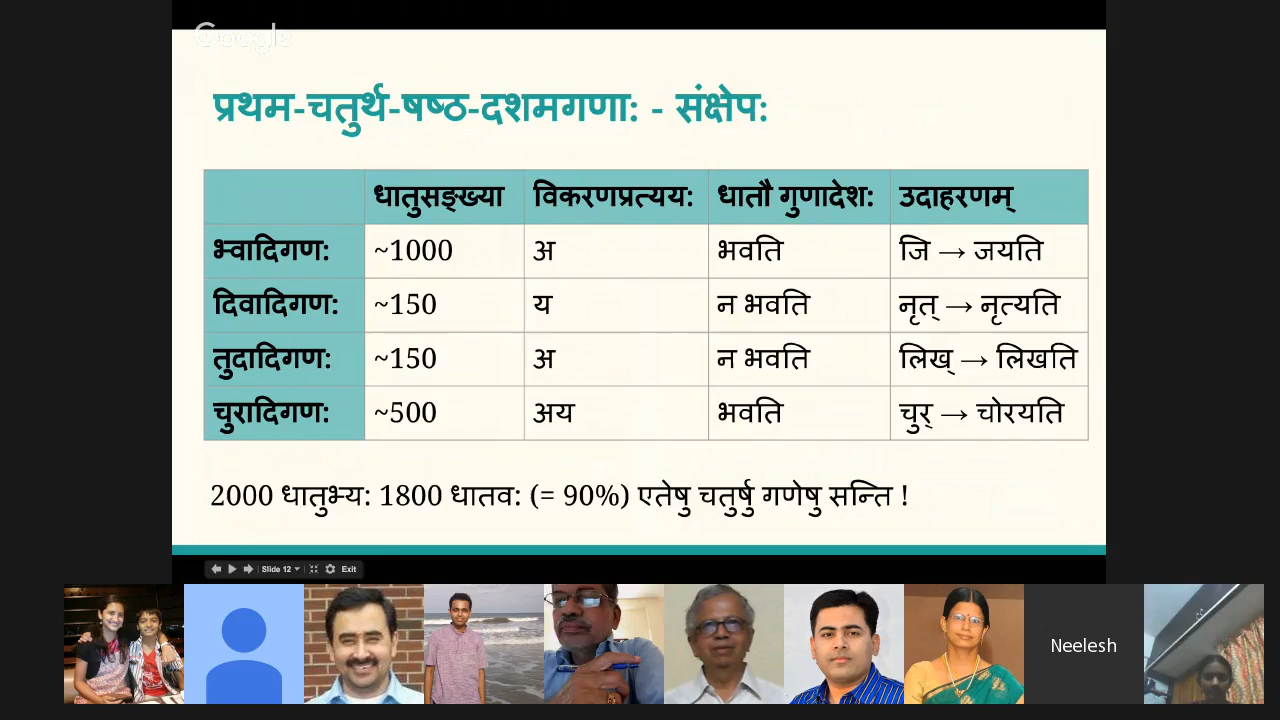 Google
प्रथम-चतुर्थ-षष्ठ-दशमगणा: - संक्षेप:
धातुसङ्ख्या विकरणप्रत्यय: धातौ गुणादेश: उदाहरणम्
भ्वादिगण: ~1000 अ भवति जि → जयति
दिवादिगण: ~150 य न भवति नृत् → नृत्यति
तुदादिगण: ~150 अ न भवति लिख् → लिखति
चुरादिगण: ~500 अय भवति चुर् → चोरयति
2000 धातुभ्य: 1800 धातव: (= 90%) एतेषु चतुर्षु गणेषु सन्ति !
Slide 12 Exit
Neelesh